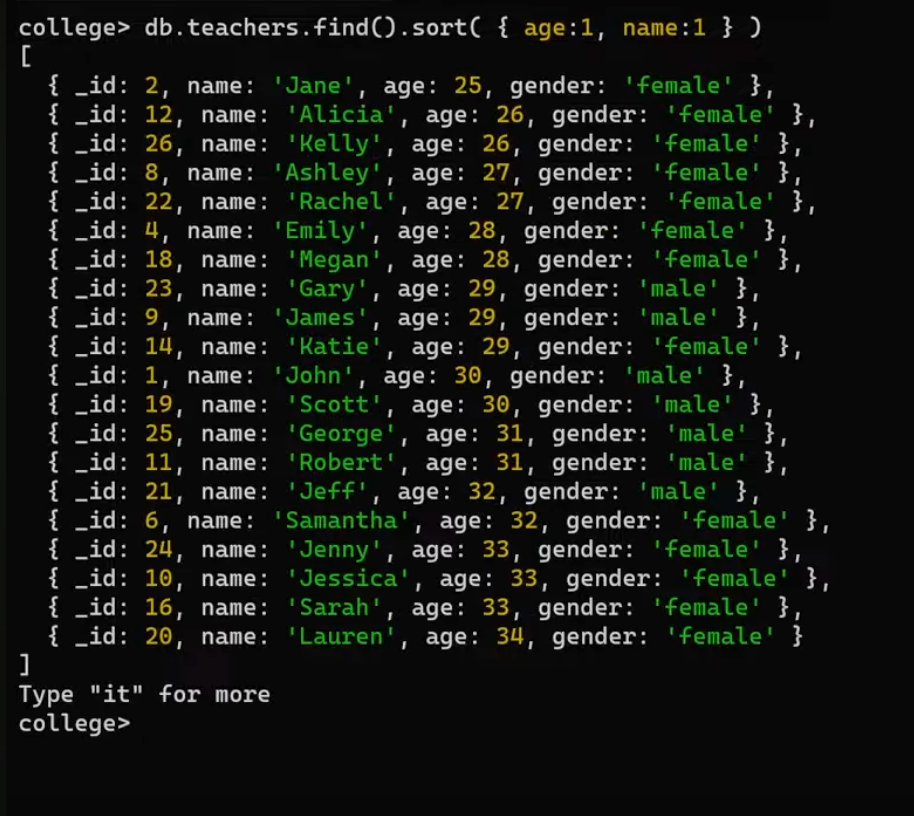 college> db.teachers.find().sort( { age:1, name:1 } )
[
  { _id: 2, name: 'Jane', age: 25, gender: 'female' },
  { _id: 12, name: 'Alicia', age: 26, gender: 'female' },
  { _id: 26, name: 'Kelly', age: 26, gender: 'female' },
  { _id: 8, name: 'Ashley', age: 27, gender: 'female' },
  { _id: 22, name: 'Rachel', age: 27, gender: 'female' },
  { _id: 4, name: 'Emily', age: 28, gender: 'female' },
  { _id: 18, name: 'Megan', age: 28, gender: 'female' },
  { _id: 23, name: 'Gary', age: 29, gender: 'male' },
  { _id: 9, name: 'James', age: 29, gender: 'male' },
  { _id: 14, name: 'Katie', age: 29, gender: 'female' },
  { _id: 1, name: 'John', age: 30, gender: 'male' },
  { _id: 19, name: 'Scott', age: 30, gender: 'male' },
  { _id: 25, name: 'George', age: 31, gender: 'male' },
  { _id: 11, name: 'Robert', age: 31, gender: 'male' },
  { _id: 21, name: 'Jeff', age: 32, gender: 'male' },
  { _id: 6, name: 'Samantha', age: 32, gender: 'female' },
  { _id: 24, name: 'Jenny', age: 33, gender: 'female' },
  { _id: 10, name: 'Jessica', age: 33, gender: 'female' },
  { _id: 16, name: 'Sarah', age: 33, gender: 'female' },
  { _id: 20, name: 'Lauren', age: 34, gender: 'female' }
]
Type "it" for more
college>